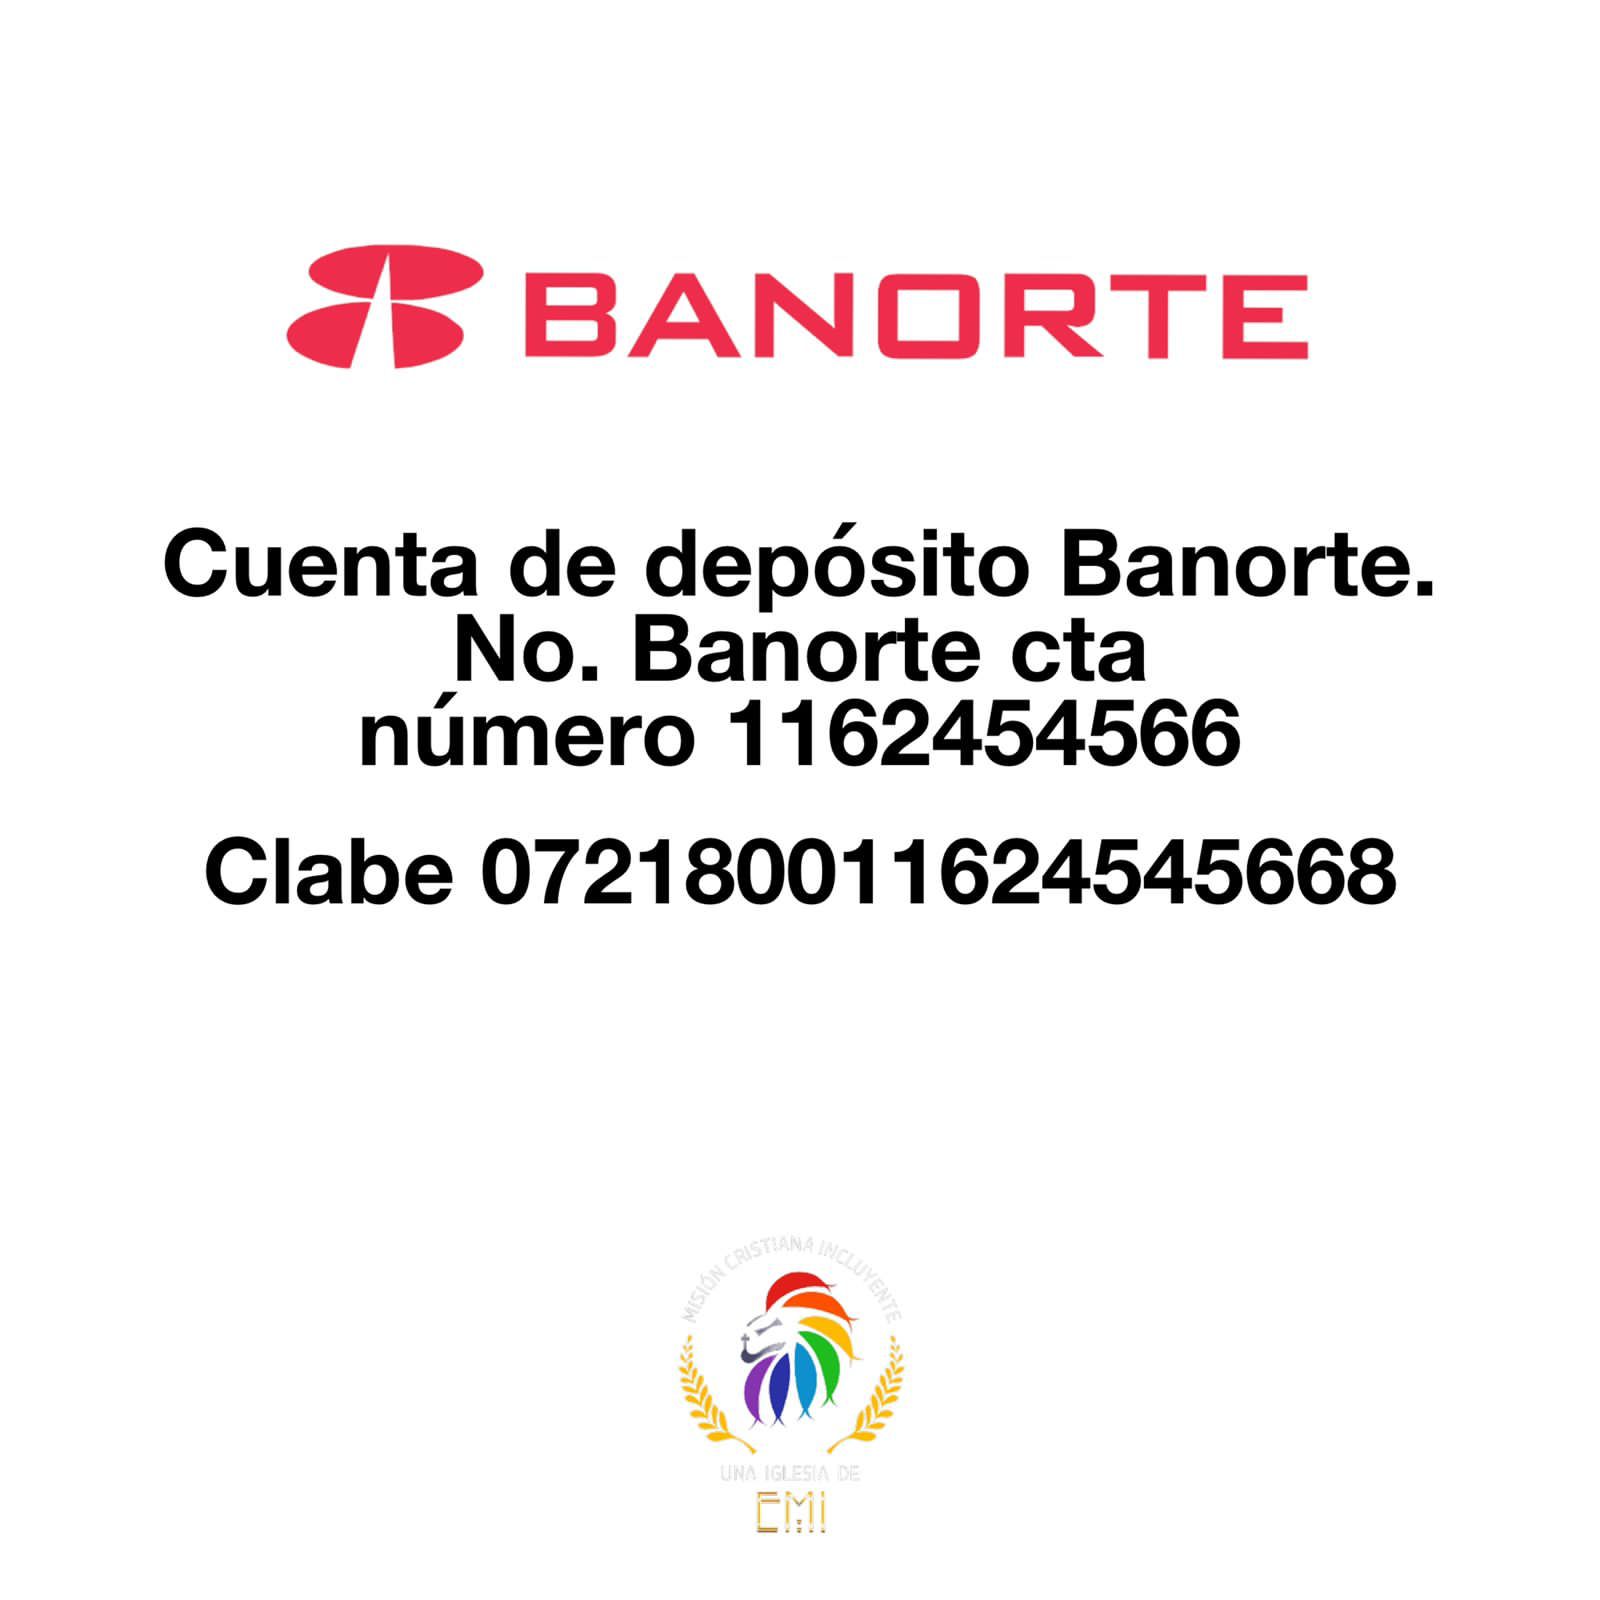 BANORTE
Cuenta de depósito Banorte.
No. Banorte cta
número 1162454566
Clabe 072180011624545668
MISIÓN CRISTIANA INCLUYENTE
UNA IGLESIA DE
EMI